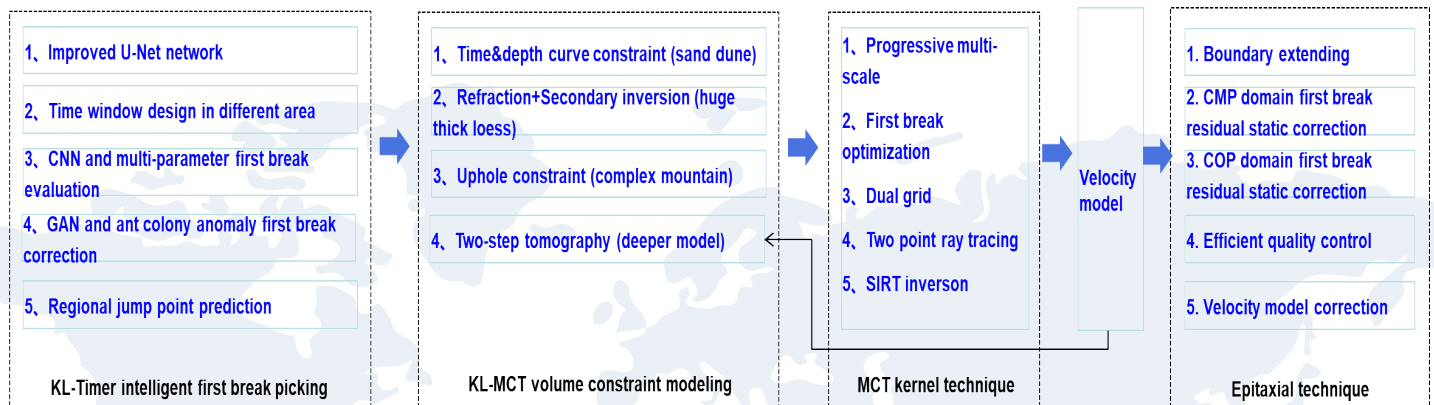 1、Improved U-Net network
2、Time window design in different area
3、CNN and multi-parameter first break
evaluation
4、GAN and ant colony anomaly first break
correction
5、Regional jump point prediction
KL-Timer intelligent first break picking
1、Time&depth curve constraint (sand dune)
2、Refraction+Secondary inversion (huge
thick loess)
3、Uphole constraint (complex mountain)
4、Two-step tomography (deeper model)
KL-MCT volume constraint modeling
1、Progressive multi-
scale
2、First break
optimization
3、Dual grid
4、Two point ray tracing
5、SIRT inverson
MCT kernel technique
Velocity
model
1. Boundary extending
2. CMP domain first break
residual static correction
3. COP domain first break
residual static correction
4. Efficient quality control
5. Velocity model correction
Epitaxial technique